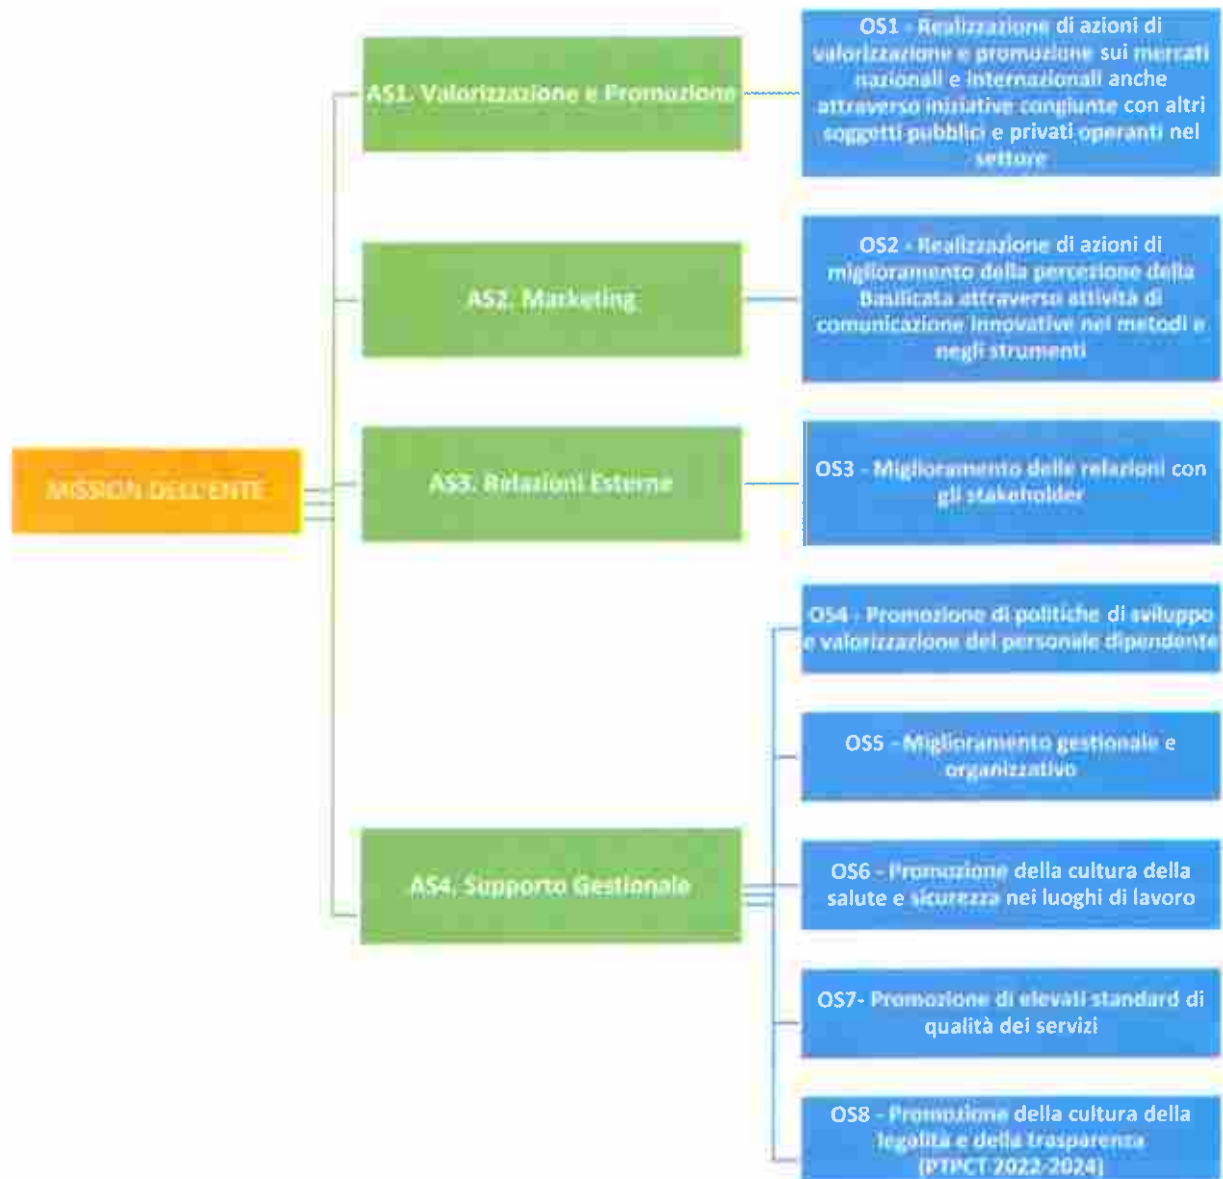 MISSION DELL'ENTE
AS1. Valorizzazione e Promozione
OS1 - Realizzazione di azioni di
valorizzazione e promozione sui mercati
nazionali e internazionali anche
attraverso iniziative congiunte con altri
soggetti pubblici e privati operanti nel
settore
AS2. Marketing
OS2 - Realizzazione di azioni di
miglioramento della percezione della
Basilicata attraverso attività di
comunicazione innovative nei metodi e
negli strumenti
AS3. Relazioni Esterne
OS3 - Miglioramento delle relazioni con
gli stakeholder
AS4. Supporto Gestionale
OS4 - Promozione di politiche di sviluppo
e valorizzazione del personale dipendente
OS5 - Miglioramento gestionale e
organizzativo
OS6 - Promozione della cultura della
salute e sicurezza nei luoghi di lavoro
OS7- Promozione di elevati standard di
qualità dei servizi
OS8 - Promozione della cultura della
legalità e della trasparenza
(PTPCT 2022-2024)